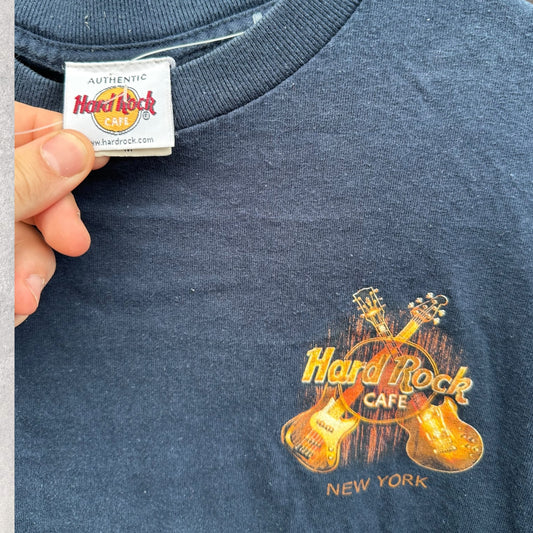 AUTHENTIC
Hard Rock
CAFE ®
www.hardrock.com
Hard Rock
CAFE
NEW YORK